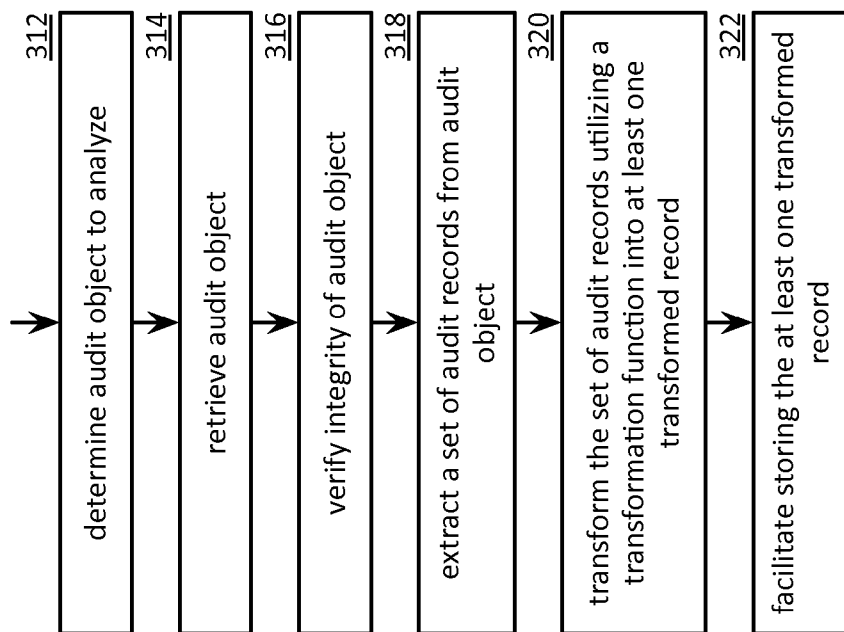 312
determine audit object to analyze
314
retrieve audit object
316
verify integrity of audit object
318
extract a set of audit records from audit
object
320
transform the set of audit records utilizing a
transformation function into at least one
transformed record
322
facilitate storing the at least one transformed
record